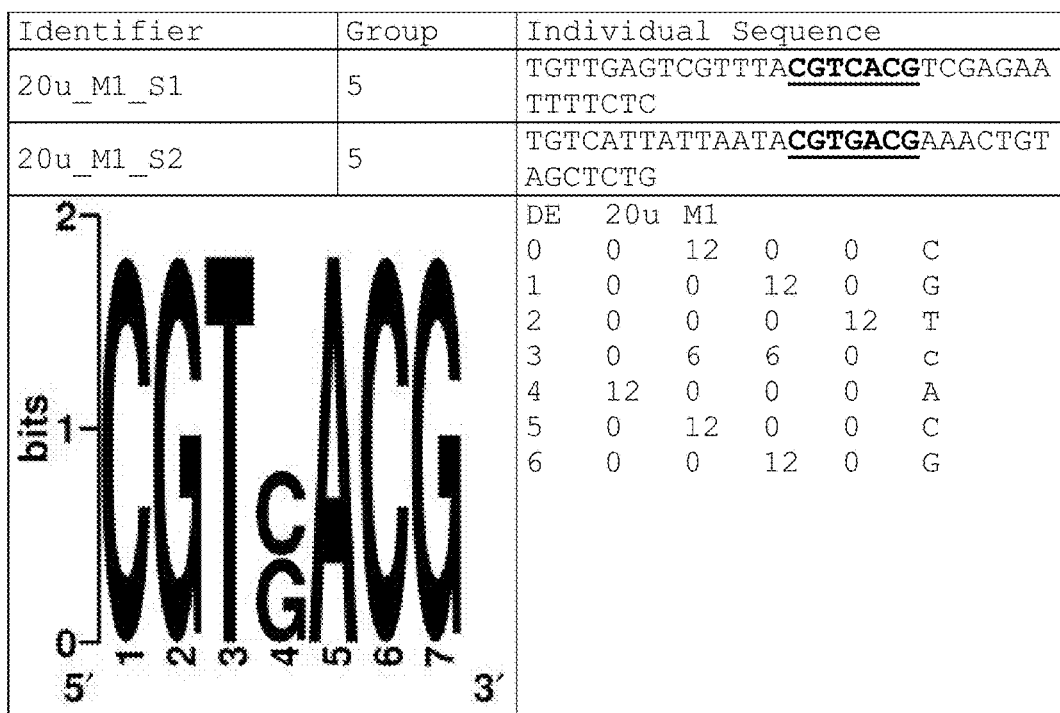 Identifier Group Individual Sequence
20u_M1_S1 5 TGTTGAGTCGTTTACGTCACGTCGAGAA
TTTTCTC
20u_M1_S2 5 TGTCATTATTAATACGTGACGAAACTGT
AGCTCTG
2
bits
1
0
CGTCACG
G
1 2 3 4 5 6 7
5′ 3′
DE 20u M1
0 0 12 0 0 C
1 0 0 12 0 G
2 0 0 0 12 T
3 0 6 6 0 c
4 12 0 0 0 A
5 0 12 0 0 C
6 0 0 12 0 G